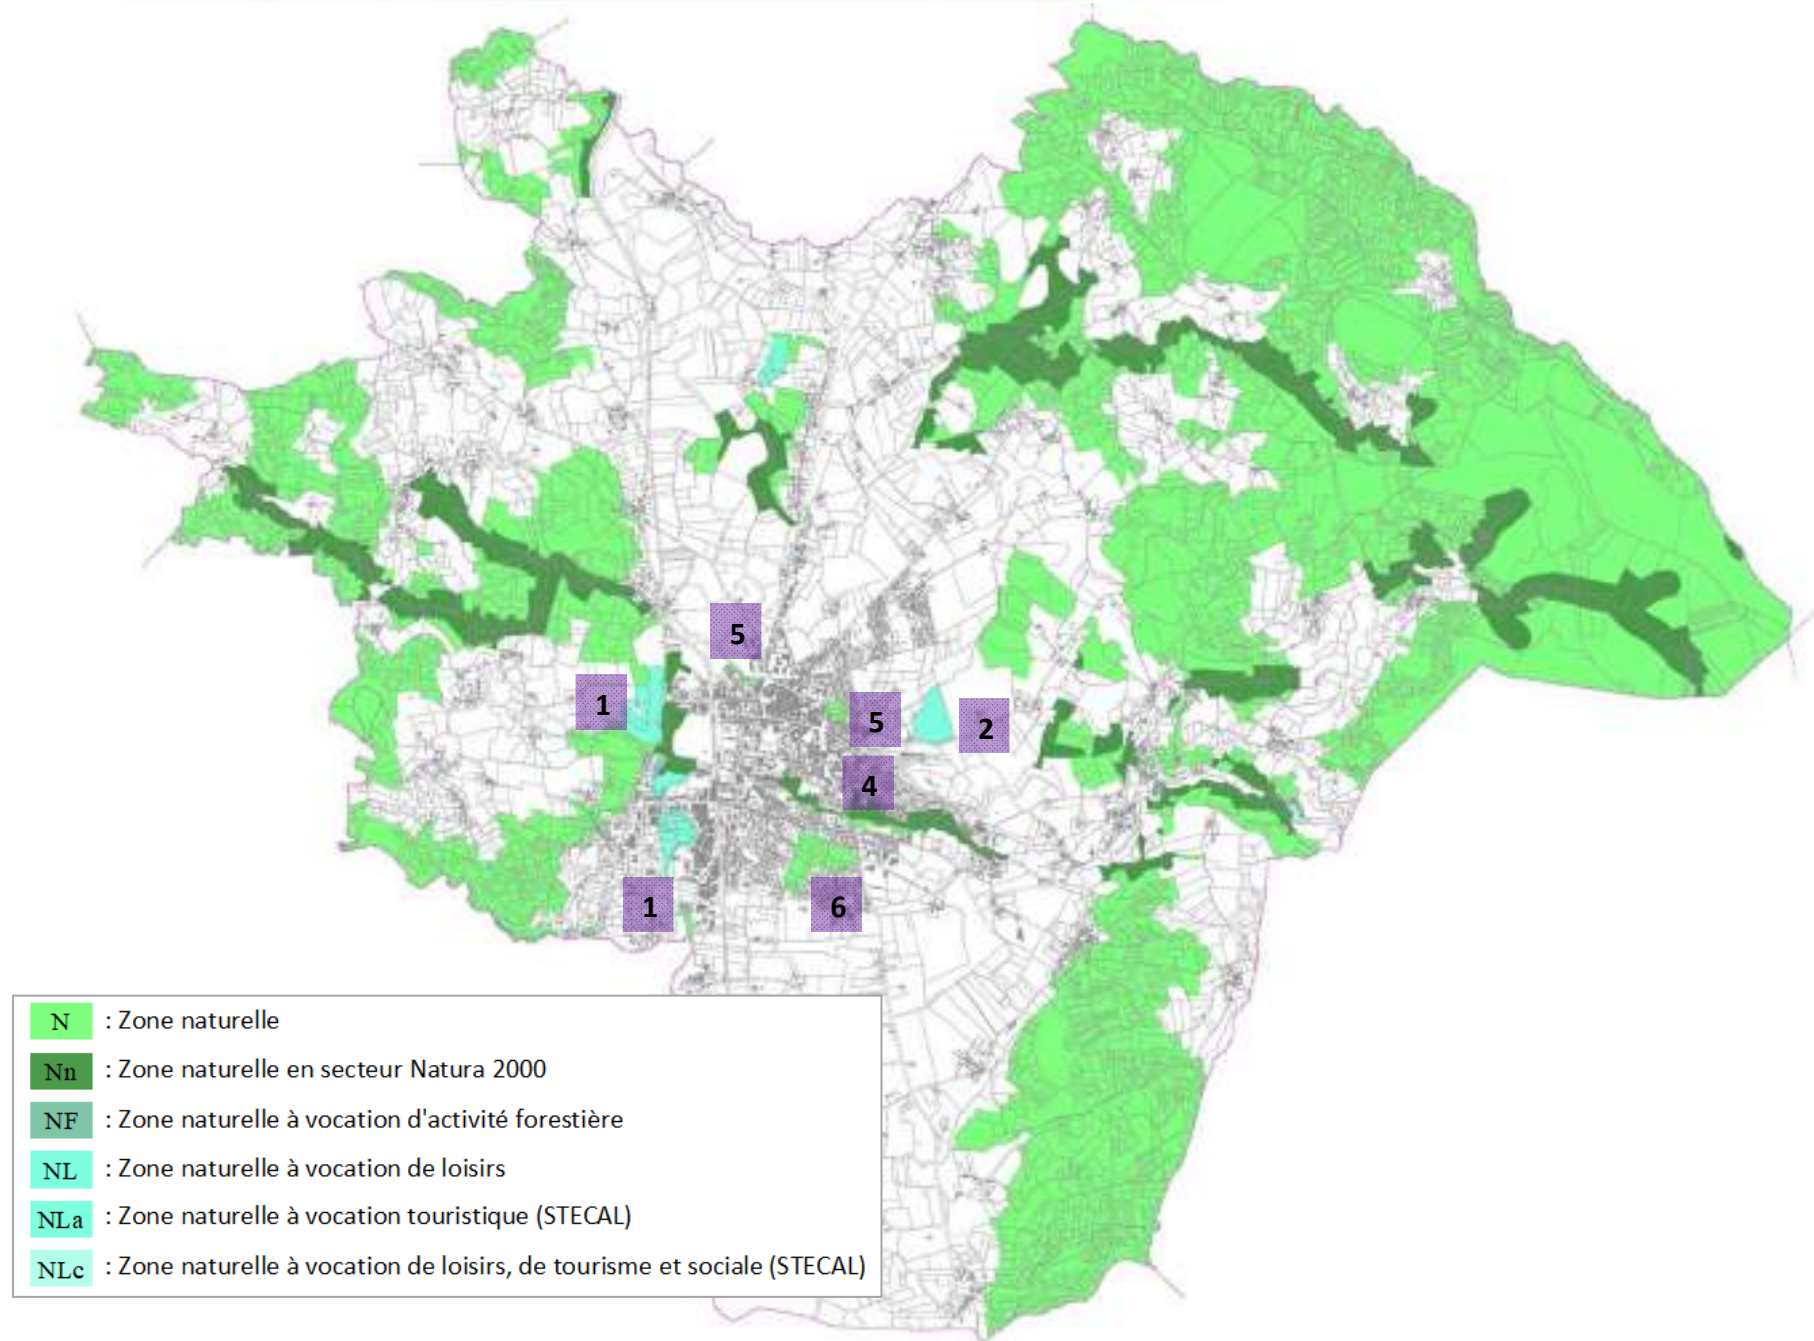 5
1
5
2
4
1
6
N : Zone naturelle
Nn : Zone naturelle en secteur Natura 2000
NF : Zone naturelle à vocation d'activité forestière
NL : Zone naturelle à vocation de loisirs
NLa : Zone naturelle à vocation touristique (STECAL)
NLc : Zone naturelle à vocation de loisirs, de tourisme et sociale (STECAL)